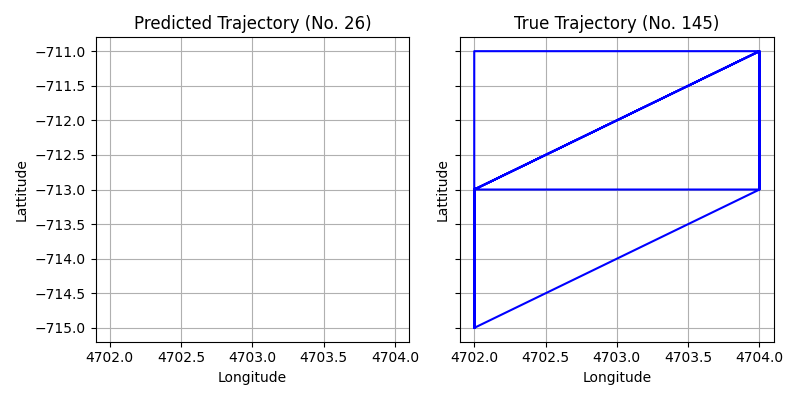 Predicted Trajectory (No. 26)
True Trajectory (No. 145)
−711.0
−711.5
−712.0
−712.5
−713.0
−713.5
−714.0
−714.5
−715.0
Lattitude
Lattitude
4702.0 4702.5 4703.0 4703.5 4704.0
4702.0 4702.5 4703.0 4703.5 4704.0
Longitude
Longitude